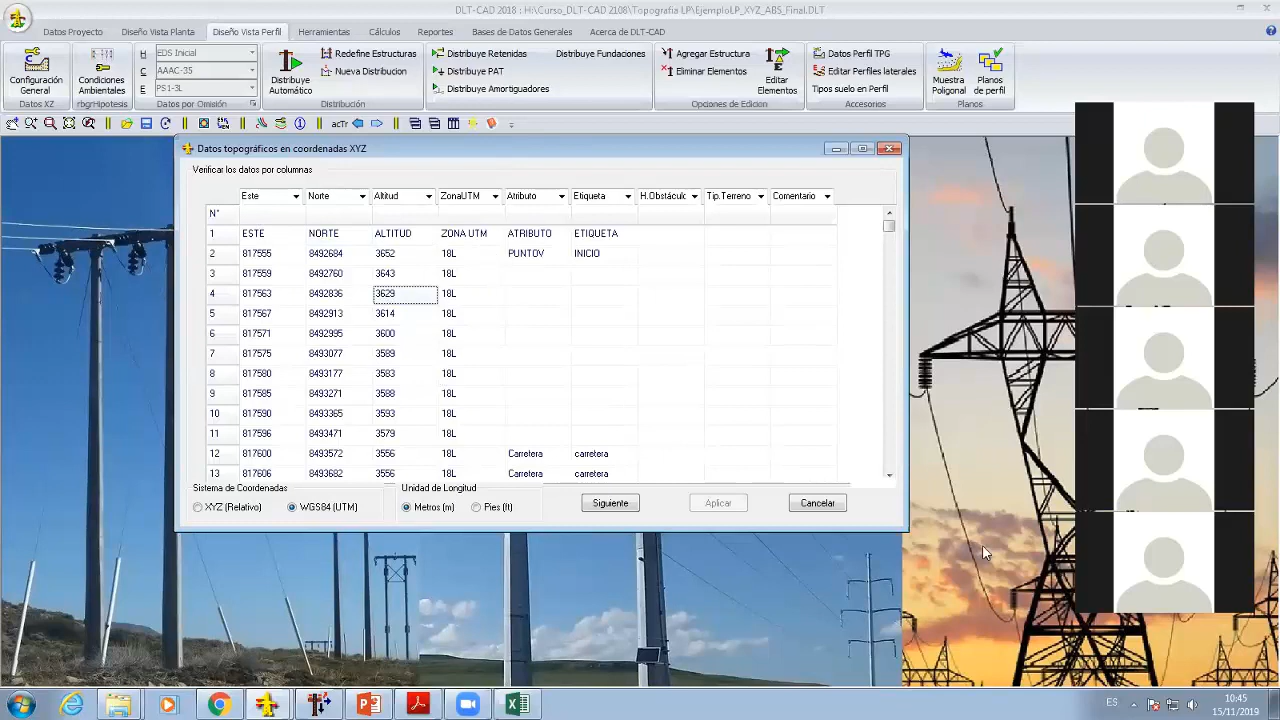 DLT-CAD 2018 : H:\Curso_DLT-CAD 2108\Topografia LP\EjemploLP_XYZ_ABS_Final.DLT
Datos Proyecto Diseño Vista Planta Diseño Vista Perfil Herramientas Cálculos Reportes Bases de Datos Generales Acerca de DLT-CAD
Configuración General
Datos XZ
Condiciones Ambientales
rbgrHipotesis
EDS Inicial
C AAAC-35
E PS1-3L
Datos por Omisión
Distribuye Automático
Redefine Estructuras
Nueva Distribucion
Distribución
Distribuye Retenidas Distribuye Fundaciones
Distribuye PAT
Distribuye Amortiguadores
Agregar Estructura
Eliminar Elementos
Editar Elementos
Opciones de Edicion
Datos Perfil TPG
Editar Perfiles laterales
Tipos suelo en Perfil
Accesorios
Muestra Poligonal
Planos de perfil
Planos
acTr
Datos topográficos en coordenadas XYZ
Verificar los datos por columnas
Este Norte Altitud ZonaUTM Atributo Etiqueta H.Obstáculo Tip.Terreno Comentario
N°
1 ESTE NORTE ALTITUD ZONA UTM ATRIBUTO ETIQUETA
2 817555 8492684 3652 18L PUNTOV INICIO
3 817559 8492760 3643 18L
4 817563 8492836 3629 18L
5 817567 8492913 3614 18L
6 817571 8492985 3600 18L
7 817575 8493077 3589 18L
8 817580 8493177 3583 18L
9 817585 8493271 3588 18L
10 817590 8493365 3593 18L
11 817596 8493471 3579 18L
12 817600 8493572 3556 18L Carretera carretera
13 817606 8493682 3556 18L Carretera carretera
Sistema de Coordenadas
XYZ (Relativo) WGS84 (UTM)
Unidad de Longitud
Metros (m) Pies (ft)
Siguiente Aplicar Cancelar
ES
10:45
15/11/2019